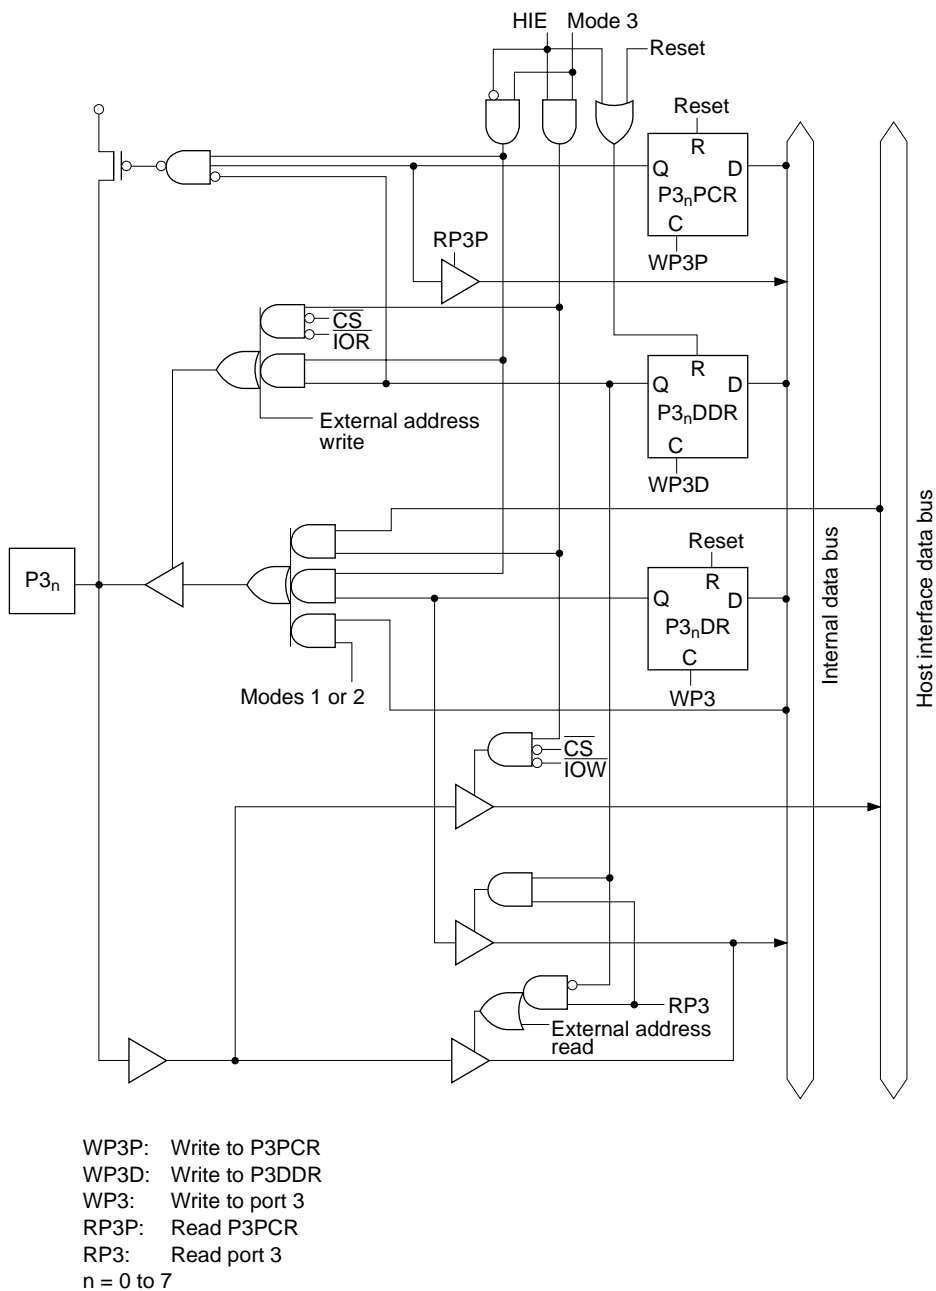 HIE Mode 3
Reset
Reset
R
Q D
P3nPCR
C
WP3P
RP3P
CS
IOR
R
Q D
P3nDDR
C
WP3D
External address
write
Reset
R
Q D
P3nDR
C
WP3
P3n
Modes 1 or 2
Internal data bus
Host interface data bus
CS
IOW
RP3
External address
read
WP3P: Write to P3PCR
WP3D: Write to P3DDR
WP3: Write to port 3
RP3P: Read P3PCR
RP3: Read port 3
n = 0 to 7